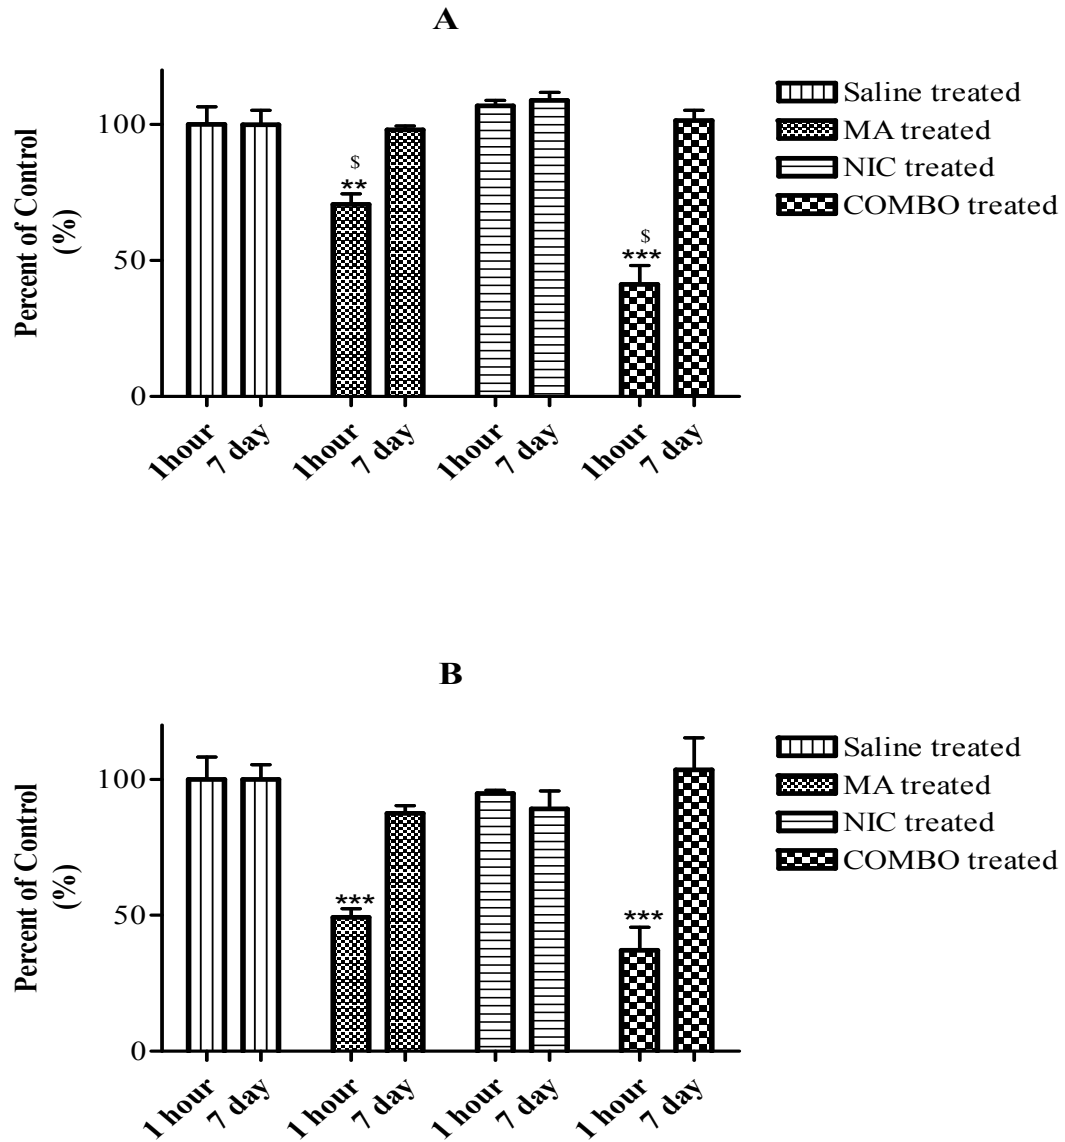 A
Percent of Control
(%)
100
50
0
$
**
$
***
1hour
7 day
1hour
7 day
1hour
7 day
1hour
7 day
Saline treated
MA treated
NIC treated
COMBO treated
B
Percent of Control
(%)
100
50
0
***
***
1 hour
7 day
1 hour
7 day
1 hour
7 day
1 hour
7 day
Saline treated
MA treated
NIC treated
COMBO treated